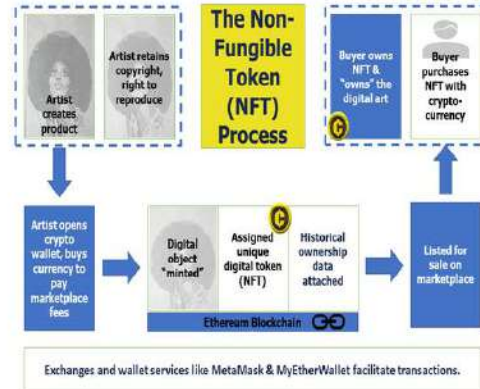 Artist
creates
product
Artist retains
copyright,
right to
reproduce
The Non-
Fungible
Token
(NFT)
Process
Buyer owns
NFT &
"owns" the
digital art
C
Buyer
purchases
NFT with
crypto-
currency
Artist opens
crypto wallet, buys
currency to
pay
marketplace
fees
Digital
object
"minted"
C
Assigned
unique
digital token
(NFT)
Historical
ownership
data
attached
Ethereum Blockchain
Listed for
sale on
marketplace
Exchanges and wallet services like MetaMask & MyEtherWallet facilitate transactions.